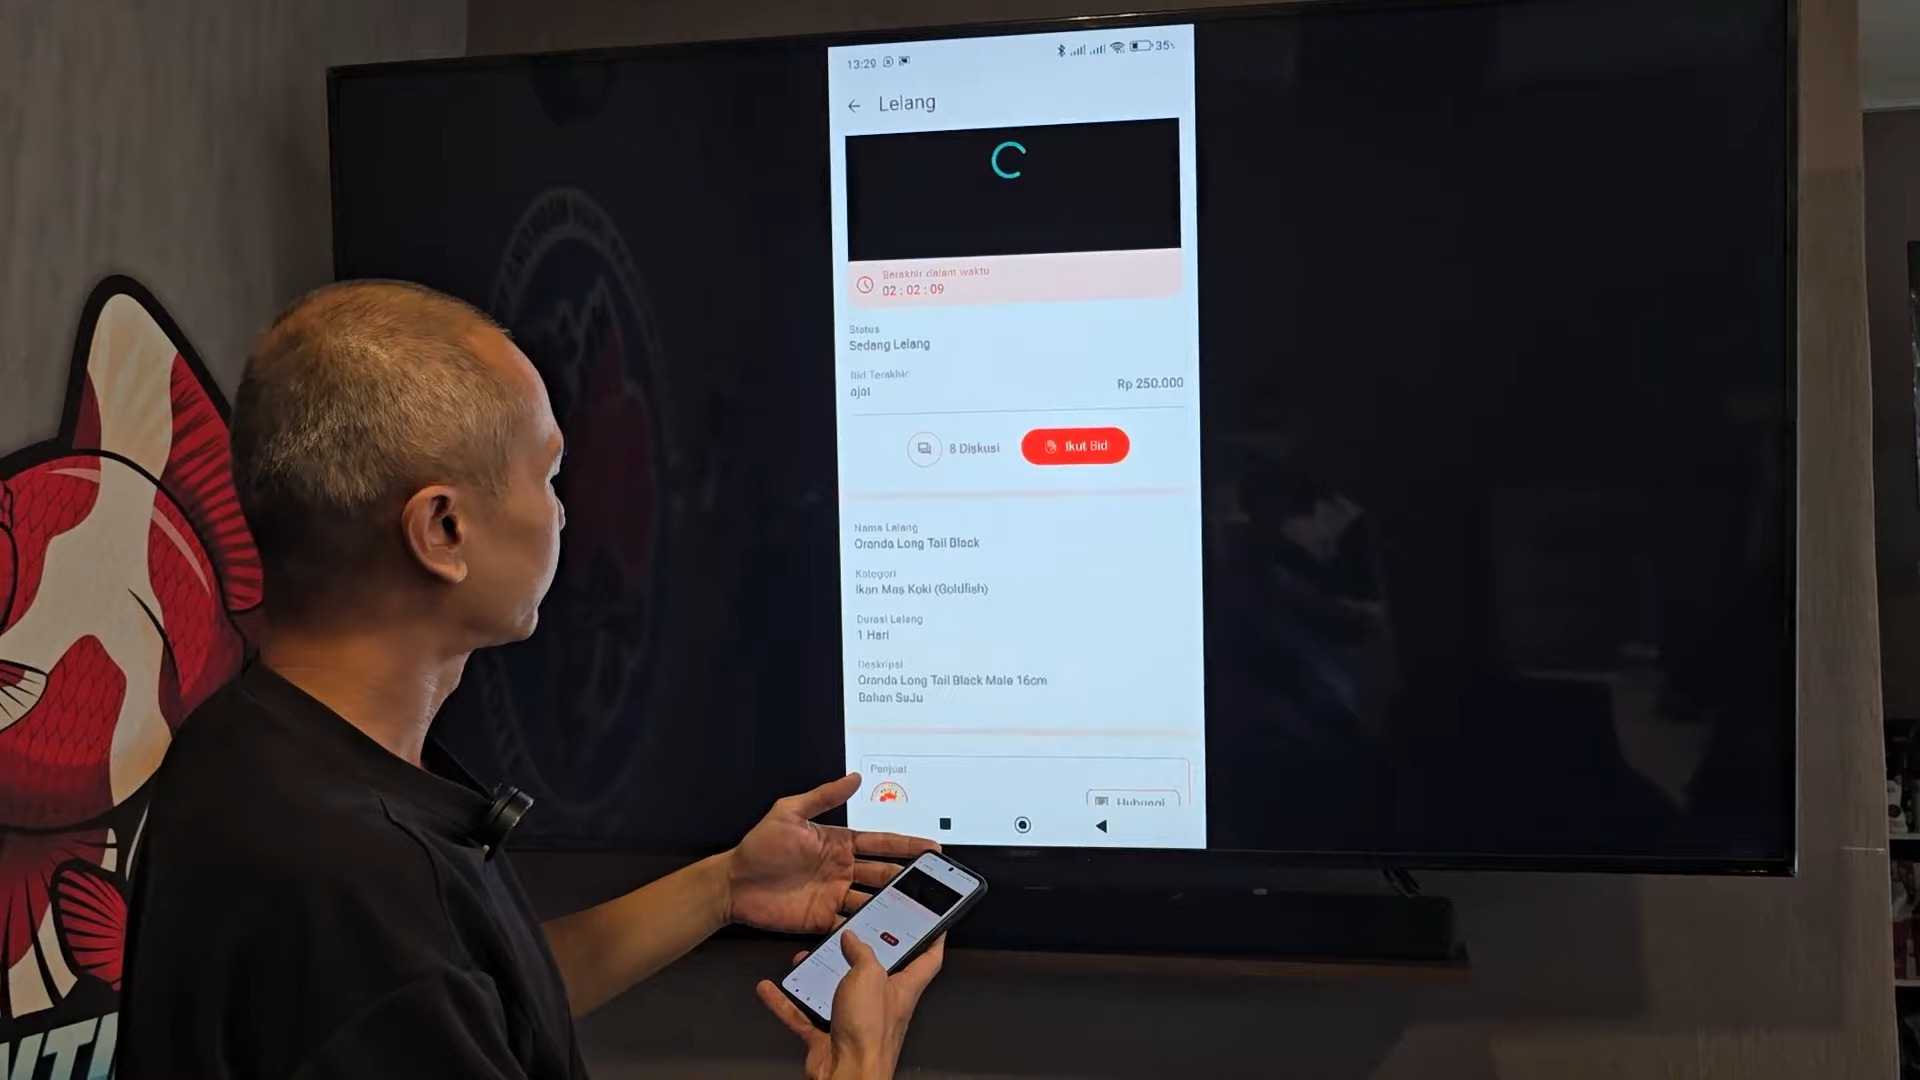 13:29 35%
Lelang
Berakhir dalam waktu
02 : 02 : 09
Status
Sedang Lelang
Bid Terakhir
ajat
Rp 250.000
8 Diskusi
Ikut Bid
Nama Lelang
Oranda Long Tail Black
Kategori
Ikan Mas Koki (Goldfish)
Durasi Lelang
1 Hari
Deskripsi
Oranda Long Tail Black Male 16cm
Bahan SuJu
Penjual
Hubungi